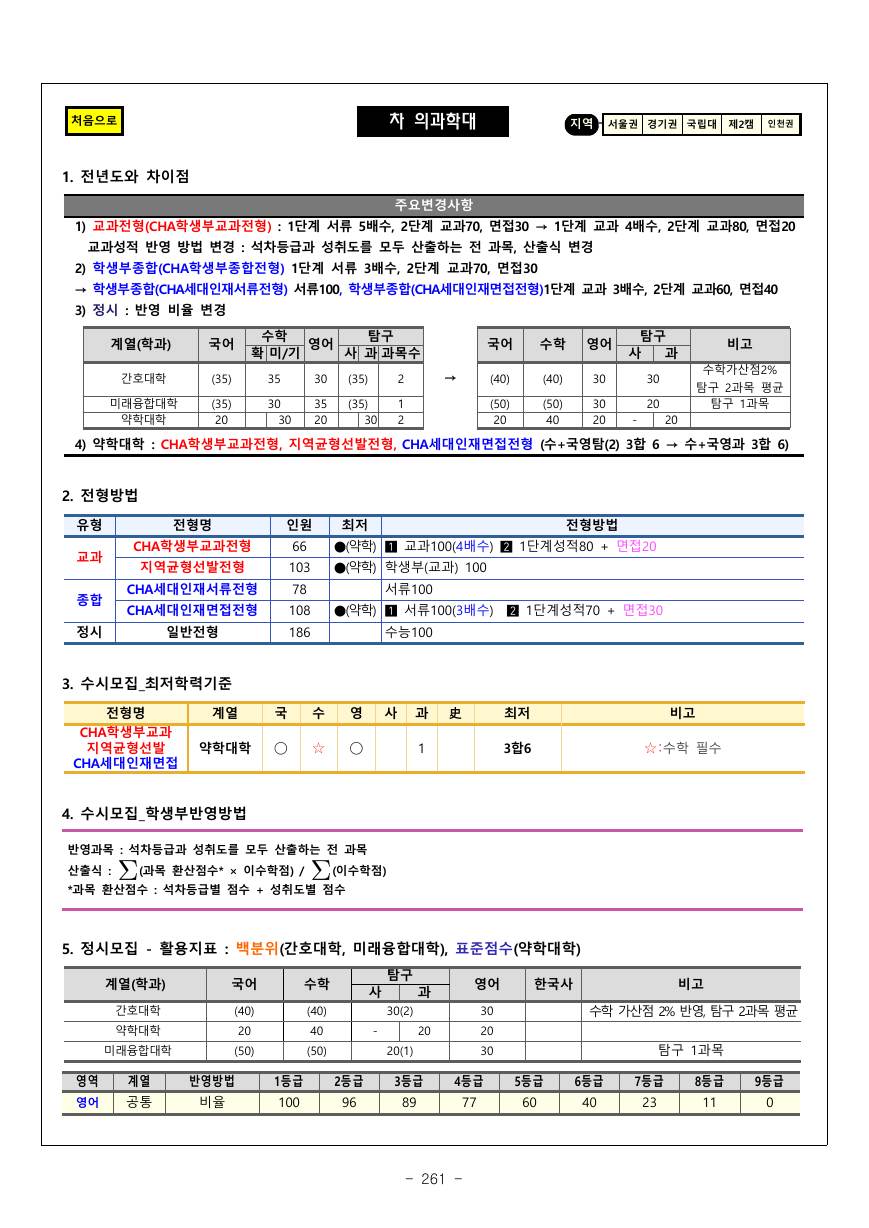 처음으로
차 의과학대
지역 서울권 경기권 국립대 제2캠 인천권
1. 전년도와 차이점
주요변경사항
1) 교과전형(CHA학생부교과전형) : 1단계 서류 5배수, 2단계 교과70, 면접30 → 1단계 교과 4배수, 2단계 교과80, 면접20
교과성적 반영 방법 변경 : 석차등급과 성취도를 모두 산출하는 전 과목, 산출식 변경
2) 학생부종합(CHA학생부종합전형) 1단계 서류 3배수, 2단계 교과70, 면접30
→ 학생부종합(CHA세대인재서류전형) 서류100, 학생부종합(CHA세대인재면접전형)1단계 교과 3배수, 2단계 교과60, 면접40
3) 정시 : 반영 비율 변경
계열(학과) 국어 수학 영어 탐구 국어 수학 영어 탐구 비고
확 미/기 사 과 과목수 사 과
간호대학 (35) 35 30 (35) 2 → (40) (40) 30 30 수학가산점2%
탐구 2과목 평균
미래융합대학 (35) 30 35 (35) 1 (50) (50) 30 20 탐구 1과목
약학대학 20 30 20 30 2 20 40 20 - 20
4) 약학대학 : CHA학생부교과전형, 지역균형선발전형, CHA세대인재면접전형 (수+국영탐(2) 3합 6 → 수+국영과 3합 6)
2. 전형방법
유형 전형명 인원 최저 전형방법
교과 CHA학생부교과전형 66 ●(약학) 1 교과100(4배수) 2 1단계성적80 + 면접20
지역균형선발전형 103 ●(약학) 학생부(교과) 100
종합 CHA세대인재서류전형 78 서류100
CHA세대인재면접전형 108 ●(약학) 1 서류100(3배수) 2 1단계성적70 + 면접30
정시 일반전형 186 수능100
3. 수시모집_최저학력기준
전형명 계열 국 수 영 사 과 史 최저 비고
CHA학생부교과
지역균형선발 약학대학 ○ ☆ ○ 1 3합6 ☆:수학 필수
CHA세대인재면접
4. 수시모집_학생부반영방법
반영과목 : 석차등급과 성취도를 모두 산출하는 전 과목
산출식 : ∑(과목 환산점수* × 이수학점) / ∑(이수학점)
*과목 환산점수 : 석차등급별 점수 + 성취도별 점수
5. 정시모집 - 활용지표 : 백분위(간호대학, 미래융합대학), 표준점수(약학대학)
계열(학과) 국어 수학 탐구 영어 한국사 비고
사 과
간호대학 (40) (40) 30(2) 30 수학 가산점 2% 반영, 탐구 2과목 평균
약학대학 20 40 - 20 20
미래융합대학 (50) (50) 20(1) 30 탐구 1과목
영역 계열 반영방법 1등급 2등급 3등급 4등급 5등급 6등급 7등급 8등급 9등급
영어 공통 비율 100 96 89 77 60 40 23 11 0
- 261 -